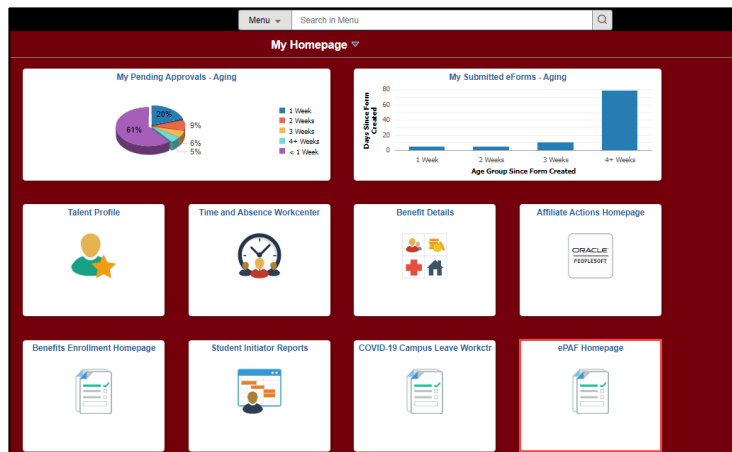 Menu
Search in Menu
My Homepage
My Pending Approvals - Aging
20%
9%
6%
5%
61%
1 Week
2 Weeks
3 Weeks
4+ Weeks
< 1 Week
My Submitted eForms - Aging
Days Since Form
Created
80
60
40
20
0
1 Week
2 Weeks
3 Weeks
4+ Weeks
Age Group Since Form Created
Talent Profile
Time and Absence Workcenter
Benefit Details
Affiliate Actions Homepage
ORACLE
PEOPLESOFT
Benefits Enrollment Homepage
Student Initiator Reports
COVID-19 Campus Leave Workctr
ePAF Homepage